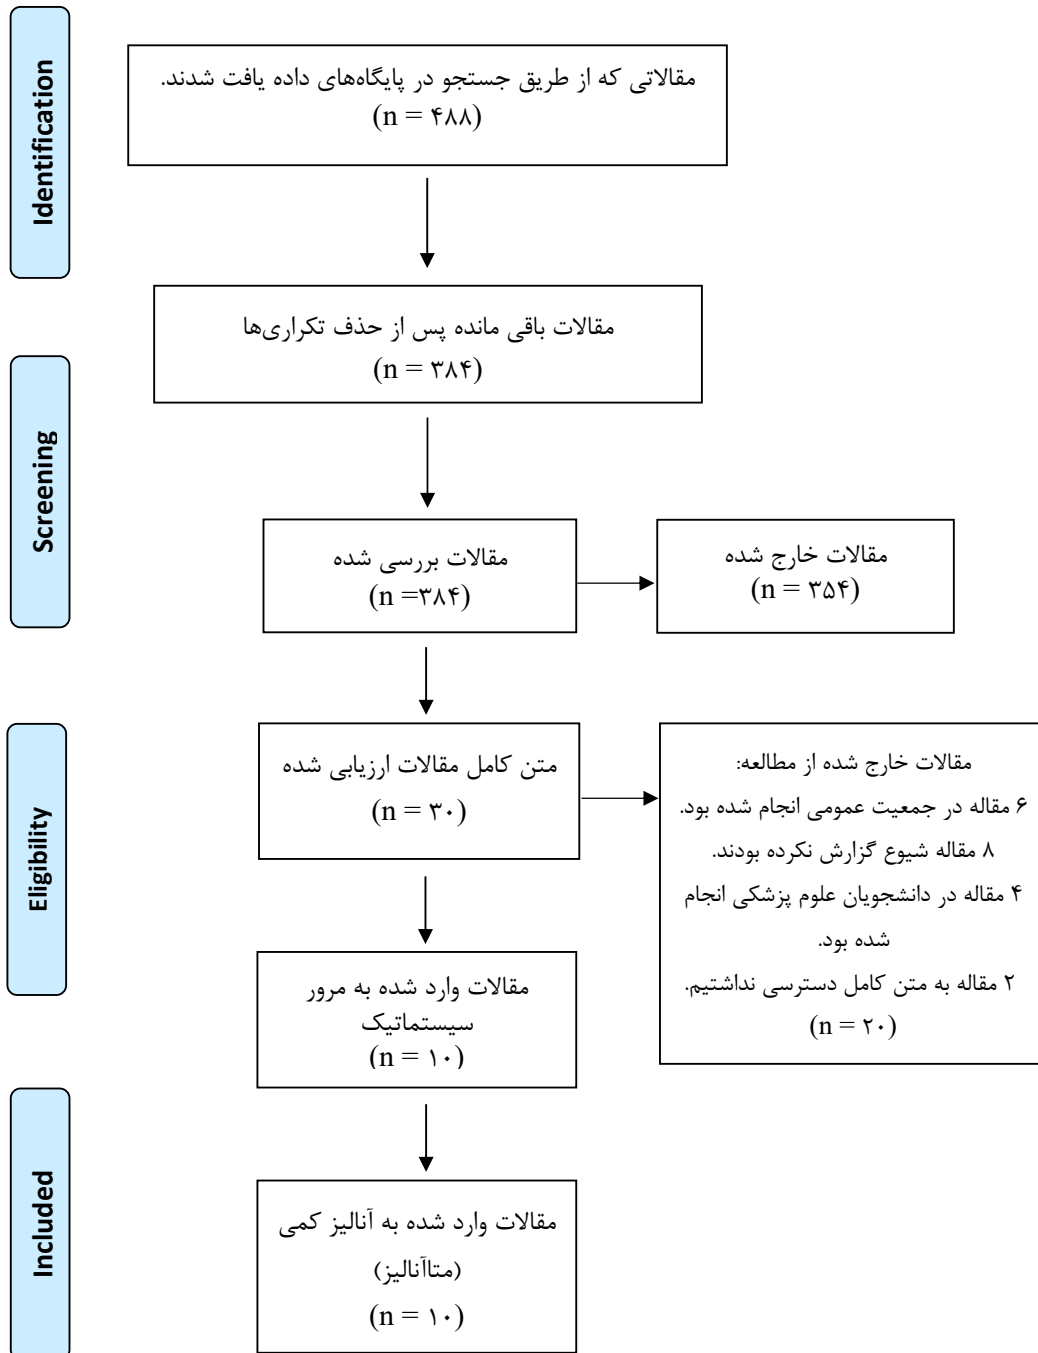 Identification
مقالاتی که از طریق جستجو در پایگاه‌های داده یافت شدند.
(n = ۴۸۸)
مقالات باقی مانده پس از حذف تکراری‌ها
(n = ۳۸۴)
Screening
مقالات بررسی شده
(n =۳۸۴)
مقالات خارج شده
(n = ۳۵۴)
Eligibility
متن کامل مقالات ارزیابی شده
(n = ۳۰)
مقالات خارج شده از مطالعه:
۶ مقاله در جمعیت عمومی انجام شده بود.
۸ مقاله شیوع گزارش نکرده بودند.
۴ مقاله در دانشجویان علوم پزشکی انجام
شده بود.
۲ مقاله به متن کامل دسترسی نداشتیم.
(n = ۲۰)
مقالات وارد شده به مرور
سیستماتیک
(n = ۱۰)
Included
مقالات وارد شده به آنالیز کمی
(متاآنالیز)
(n = ۱۰)